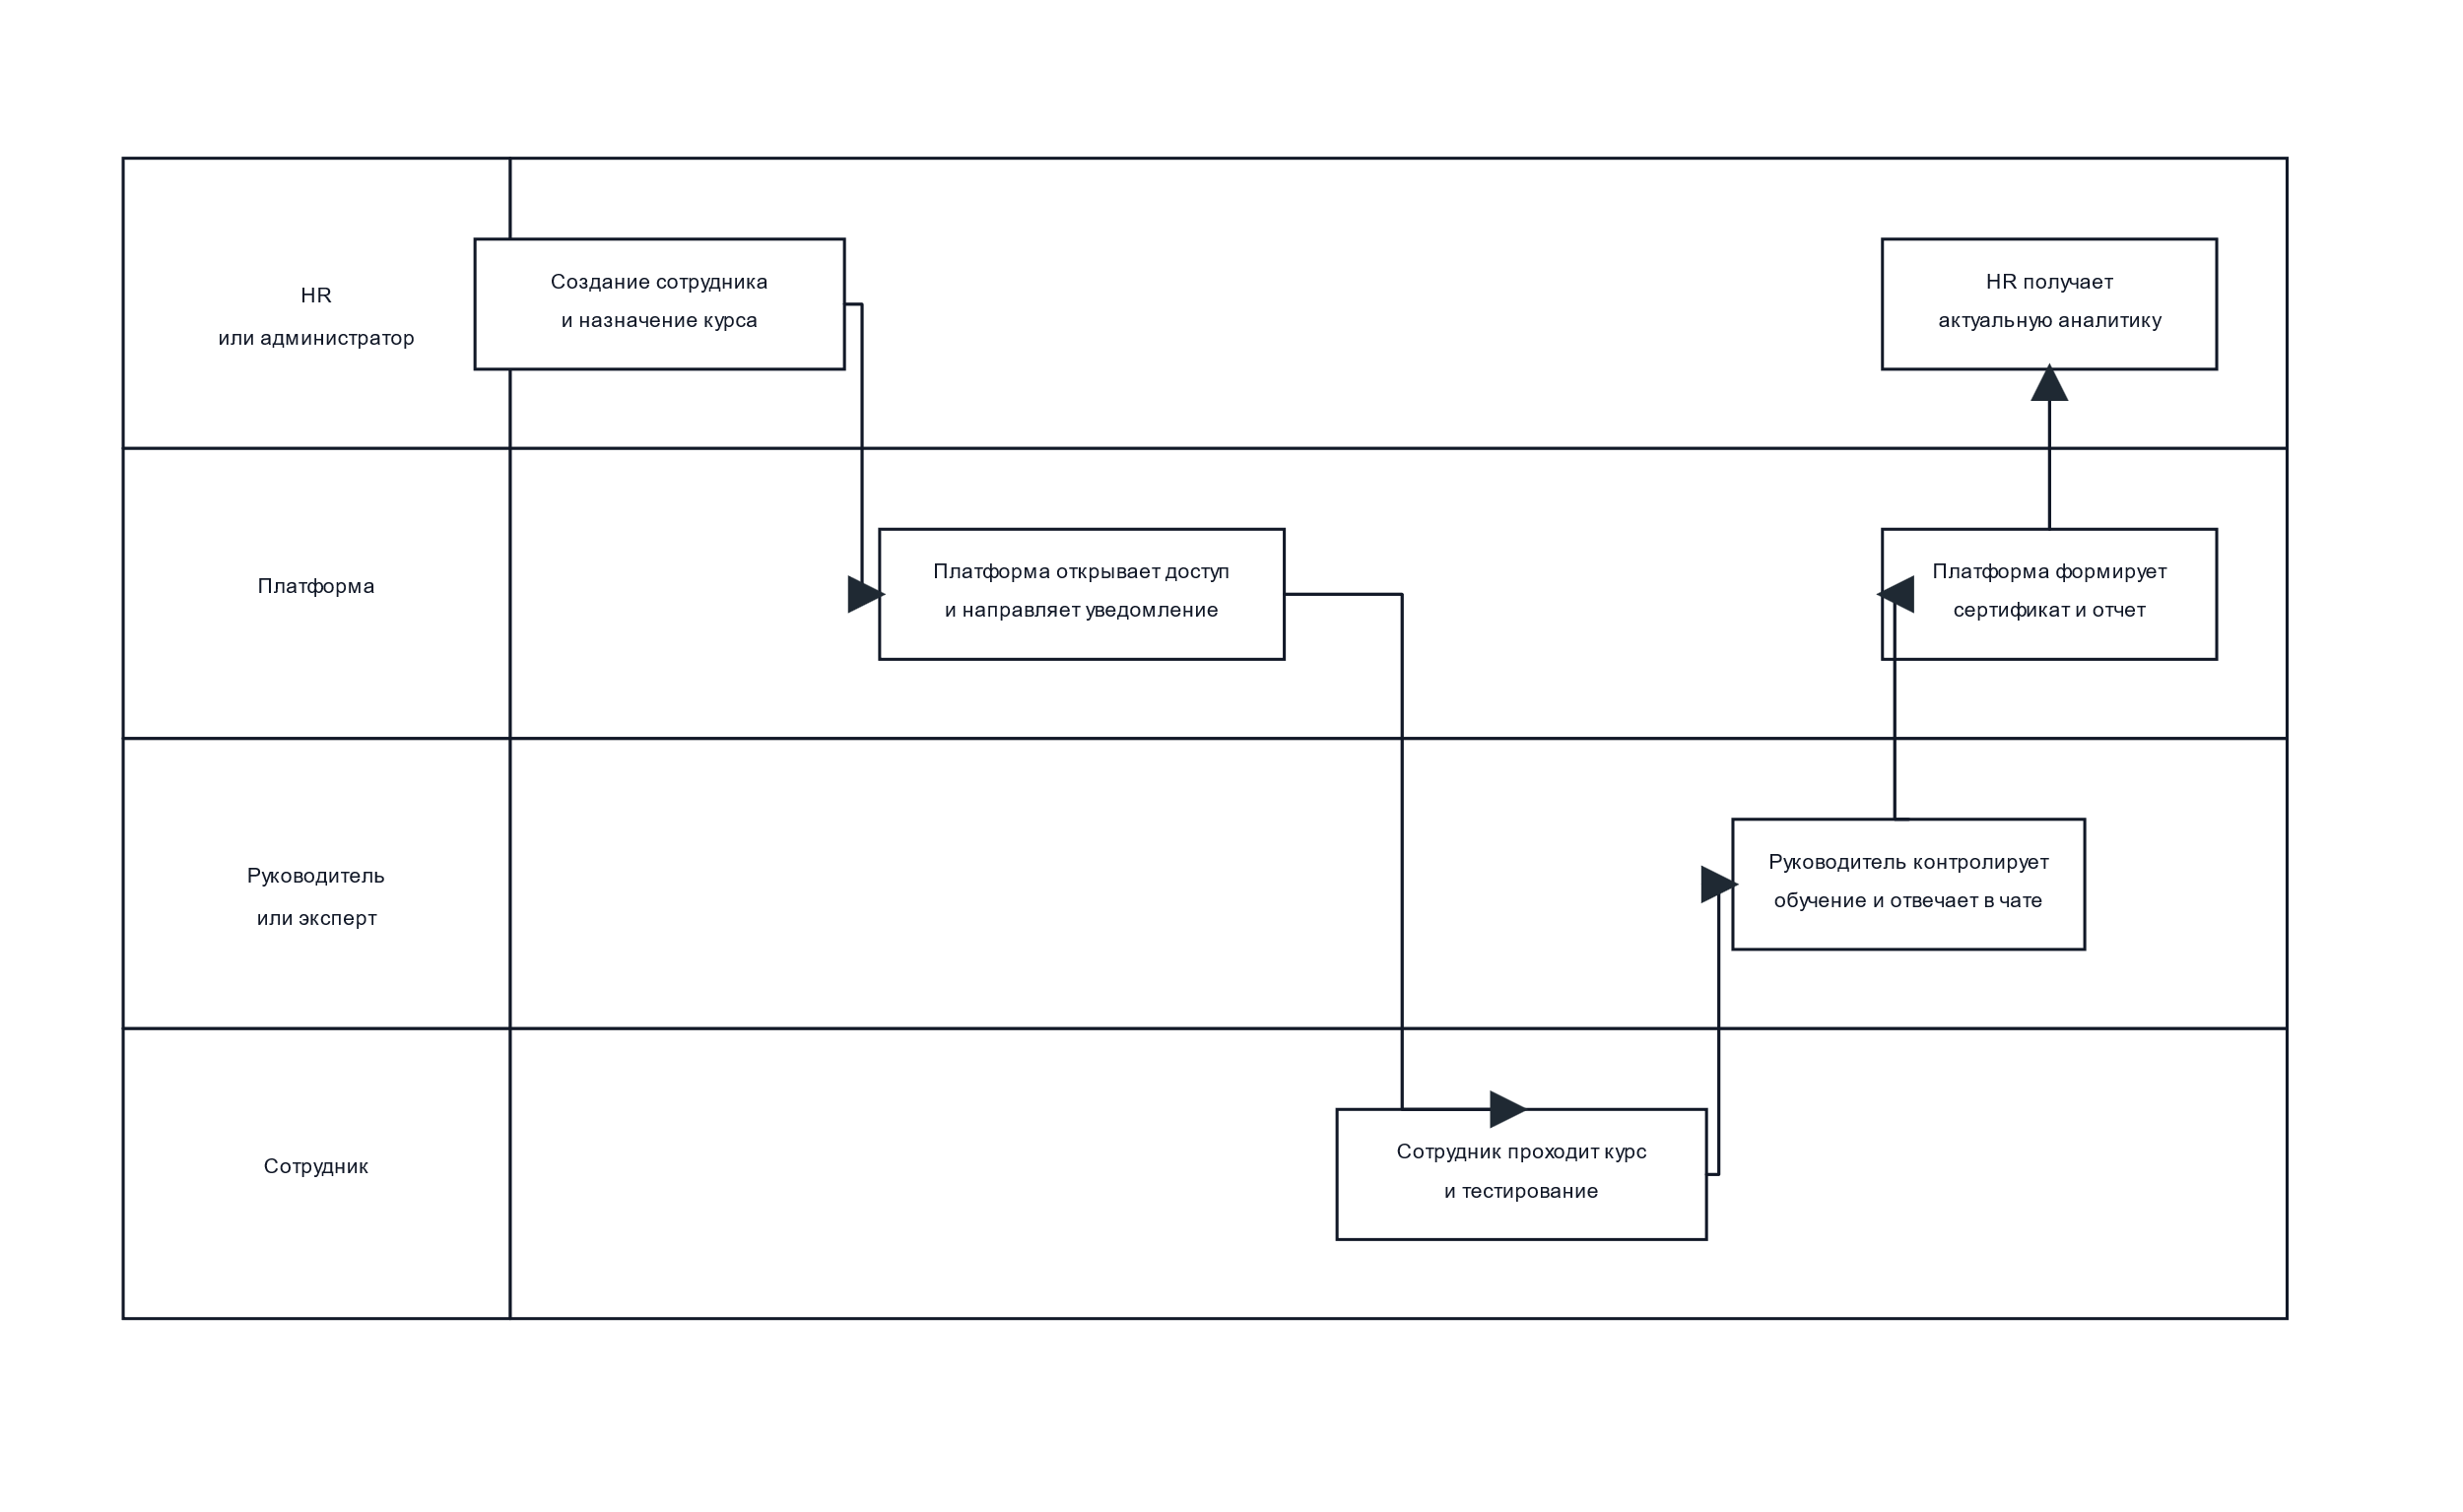 HR
или администратор
Создание сотрудника
и назначение курса
HR получает
актуальную аналитику
Платформа
Платформа открывает доступ
и направляет уведомление
Платформа формирует
сертификат и отчет
Руководитель
или эксперт
Руководитель контролирует
обучение и отвечает в чате
Сотрудник
Сотрудник проходит курс
и тестирование